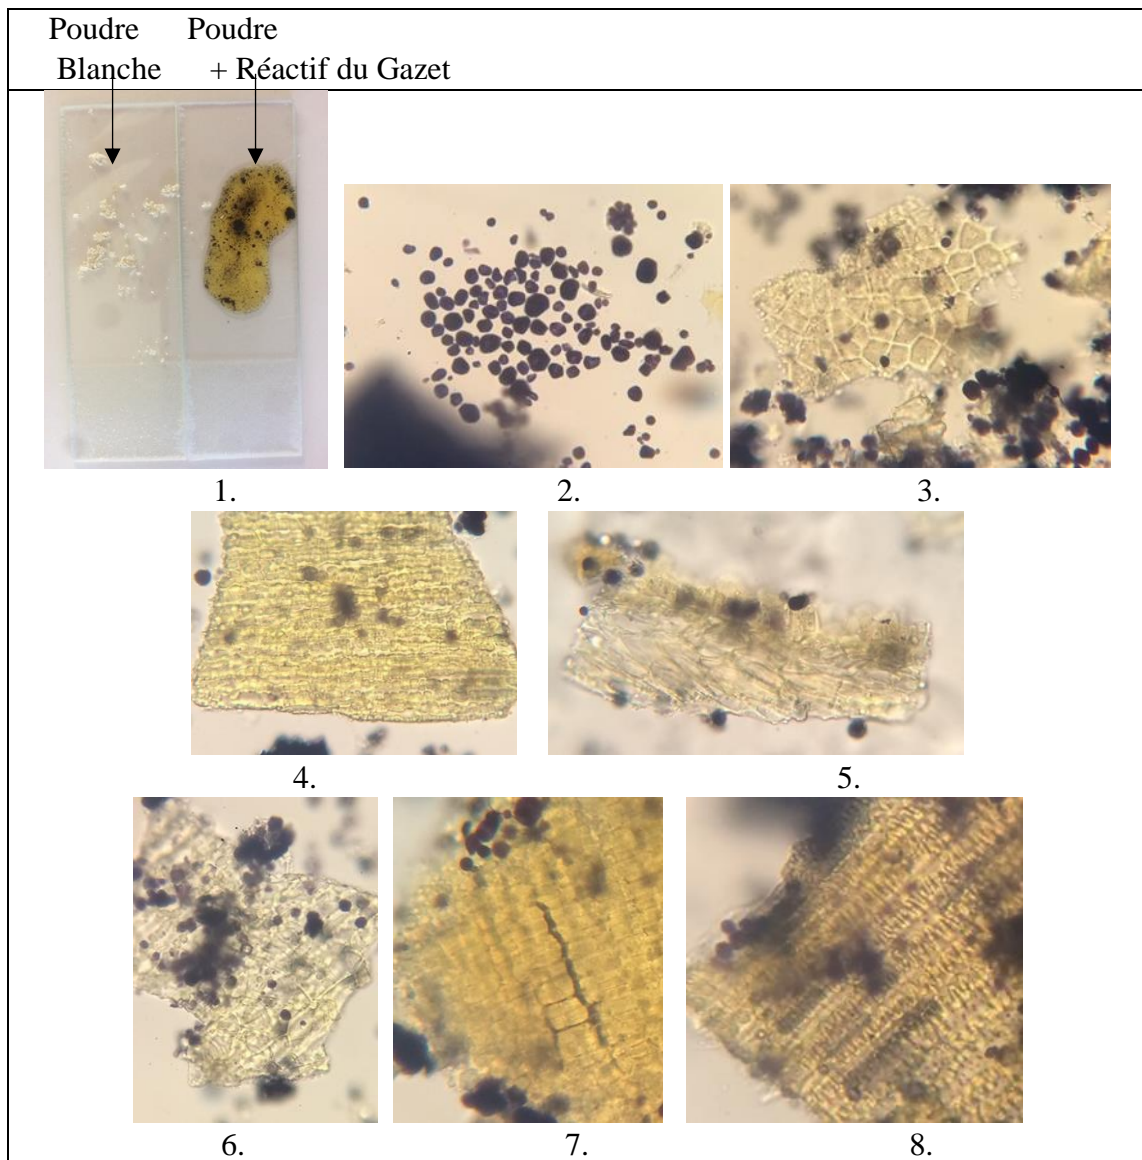 Poudre Poudre
Blanche + Réactif du Gazet
1. 2. 3.
4. 5.
6. 7. 8.